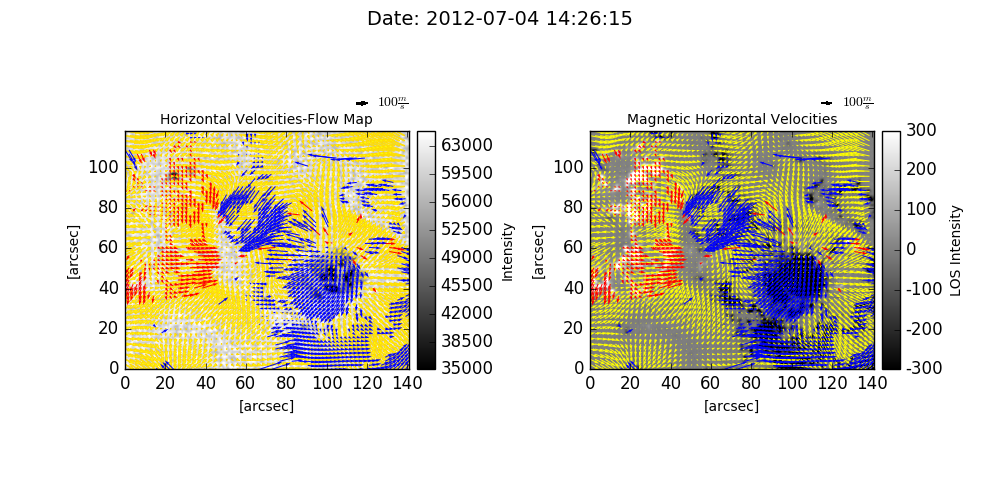 Date: 2012-07-04 14:26:15
100 m/s
Horizontal Velocities-Flow Map
100
80
60
40
20
0
[arcsec]
0 20 40 60 80 100 120 140
[arcsec]
63000
59500
56000
52500
49000
45500
42000
38500
35000
Intensity
100 m/s
Magnetic Horizontal Velocities
100
80
60
40
20
0
[arcsec]
0 20 40 60 80 100 120 140
[arcsec]
300
200
100
0
-100
-200
-300
LOS Intensity